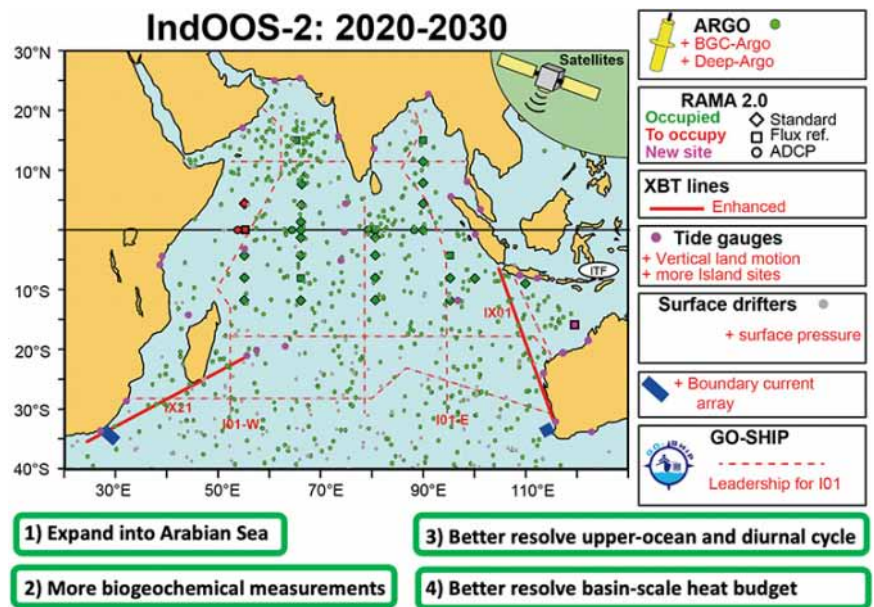 IndOOS-2: 2020-2030
30°N
20°N
10°N
0°
10°S
20°S
30°S
40°S
30°E
50°E
70°E
90°E
110°E
Satellites
ITF
IX01
IX21
I01-W
I01-E
ARGO
+ BGC-Argo
+ Deep-Argo
RAMA 2.0
Occupied
To occupy
New site
Standard
Flux ref.
ADCP
XBT lines
Enhanced
Tide gauges
+ Vertical land motion
+ more Island sites
Surface drifters
+ surface pressure
+ Boundary current
array
GO-SHIP
GO-SHIP
Leadership for I01
1) Expand into Arabian Sea
2) More biogeochemical measurements
3) Better resolve upper-ocean and diurnal cycle
4) Better resolve basin-scale heat budget